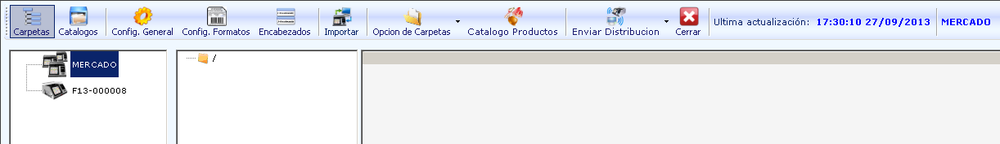 Carpetas Catalogos Config. General Config. Formatos Encabezados Importar Opcion de Carpetas Catalogo Productos Enviar Distribucion Cerrar Ultima actualización: 17:30:10 27/09/2013 MERCADO
MERCADO
F13-000008
/